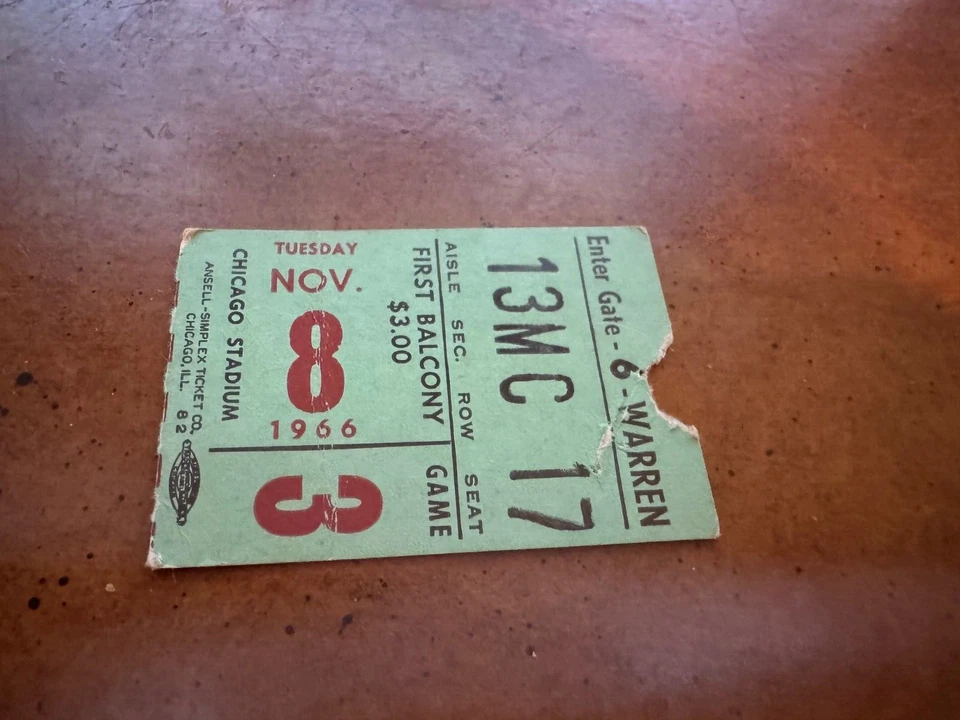 Enter Gate - 6 - WARREN
13 M C 17
AISLE SEC. ROW SEAT
FIRST BALCONY
$3.00
GAME
3
TUESDAY
NOV.
8
1966
CHICAGO STADIUM
ANSELL-SIMPLEX TICKET CO.,
CHICAGO, ILL. 82